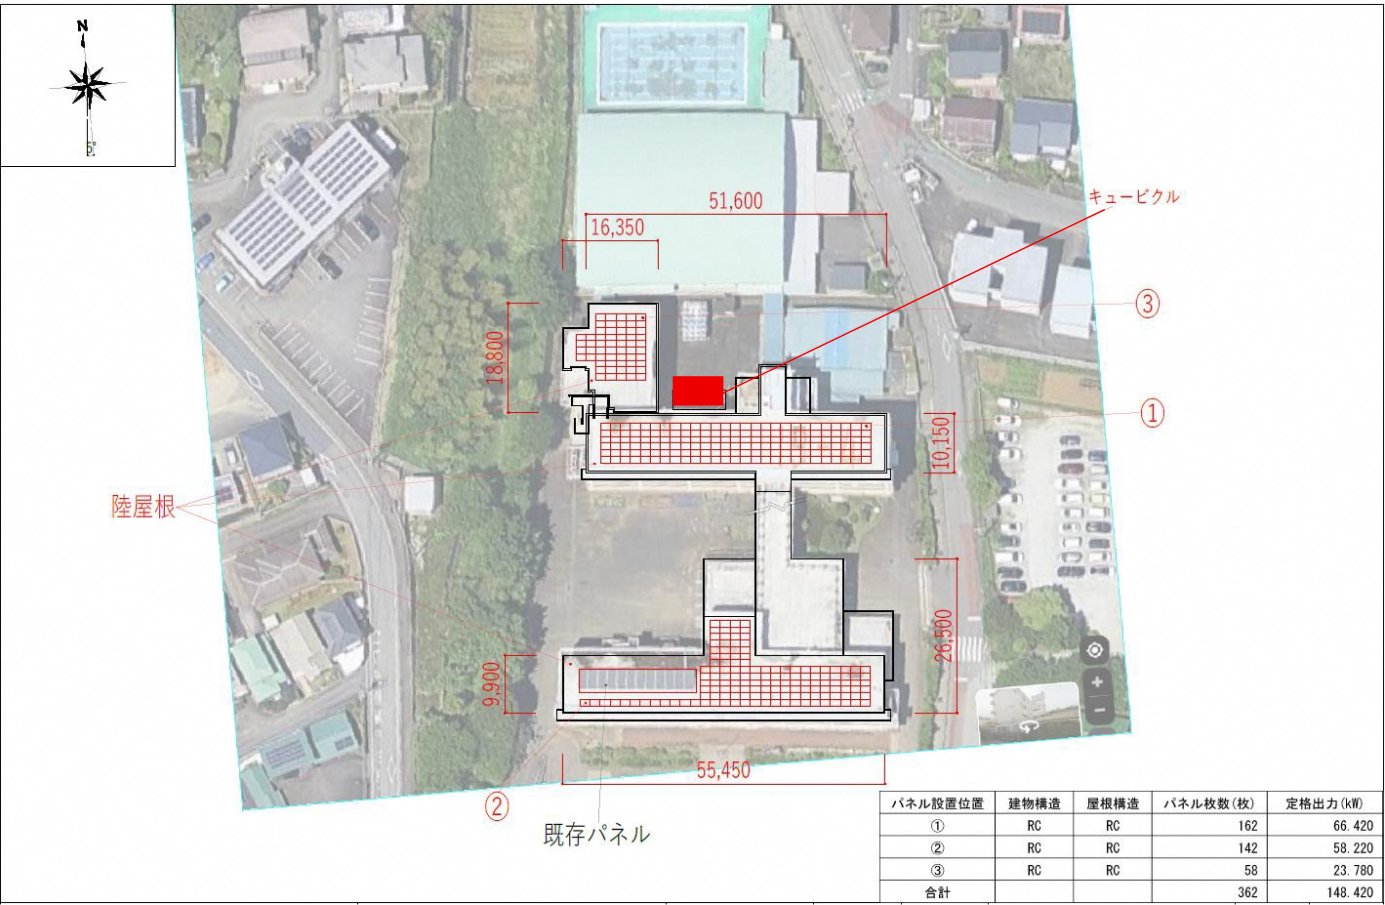 N
6°
キュービクル
51,600
16,350
③
18,800
①
10,150
陸屋根
26,500
9,900
55,450
②
既存パネル
パネル設置位置 建物構造 屋根構造 パネル枚数(枚) 定格出力(kW)
① RC RC 162 66.420
② RC RC 142 58.220
③ RC RC 58 23.780
合計 362 148.420